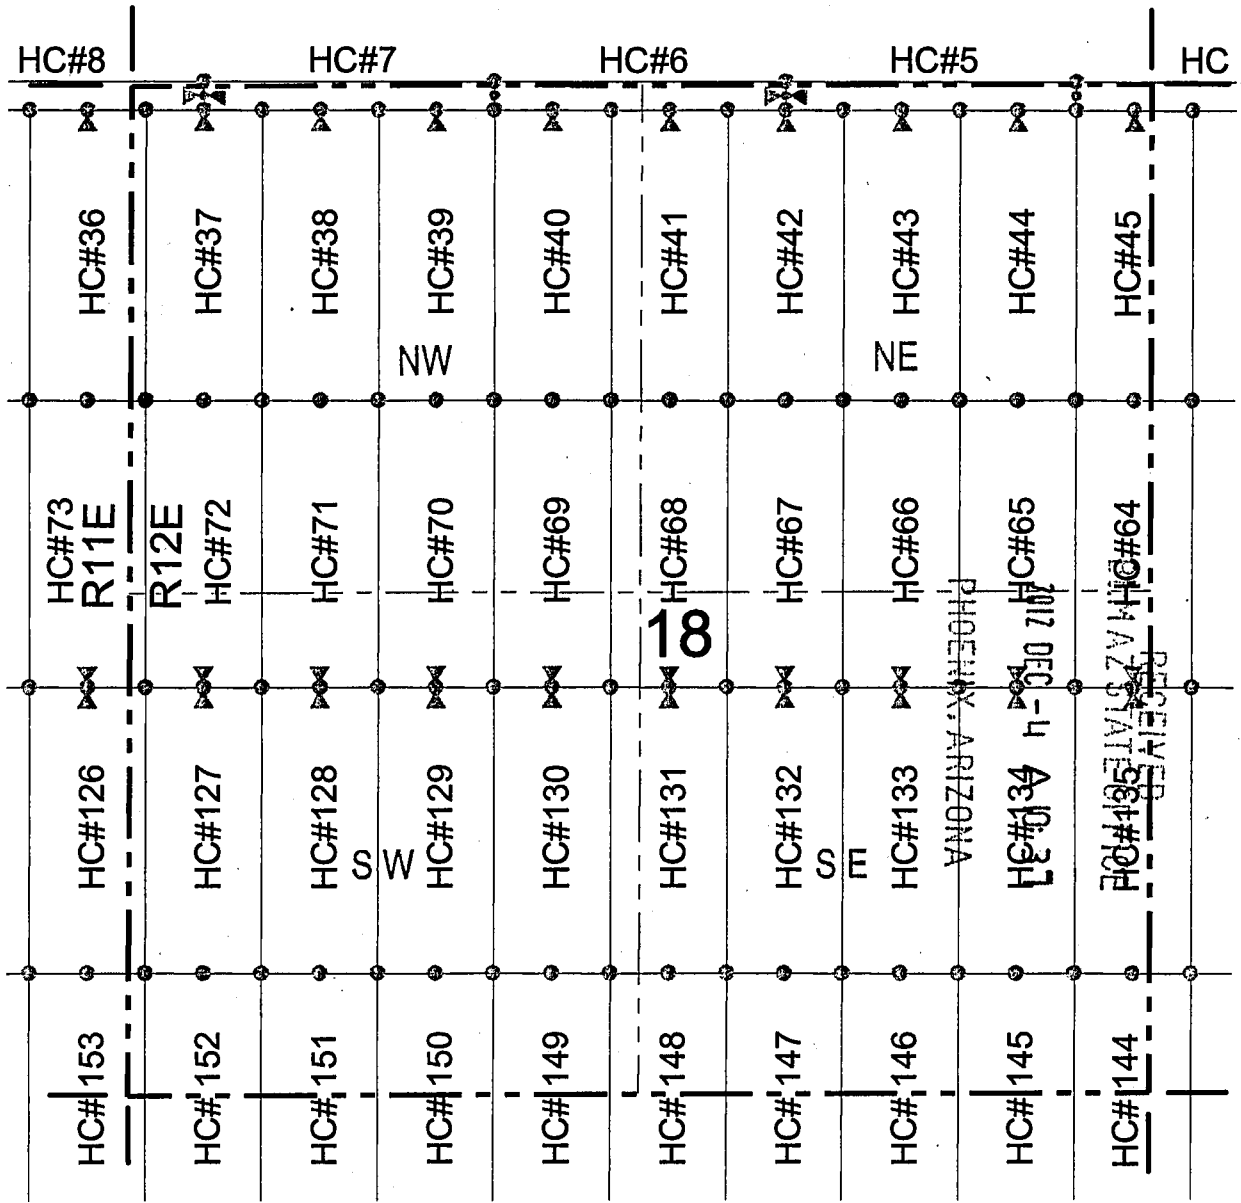 HC#8 HC#7 HC#6 HC#5 HC
HC#36 HC#37 HC#38 HC#39 HC#40 HC#41 HC#42 HC#43 HC#44 HC#45
NW NE
HC#73 R11E R12E HC#72 HC#71 HC#70 HC#69 HC#68 HC#67 HC#66 HC#65 HC#64
18
HC#126 HC#127 HC#128 HC#129 HC#130 HC#131 HC#132 HC#133 HC#134 HC#135
SW SE
HC#153 HC#152 HC#151 HC#150 HC#149 HC#148 HC#147 HC#146 HC#145 HC#144
RECEIVED
AZ STATE OFFICE
2012 DEC -4 A 10:37
PHOENIX, ARIZONA